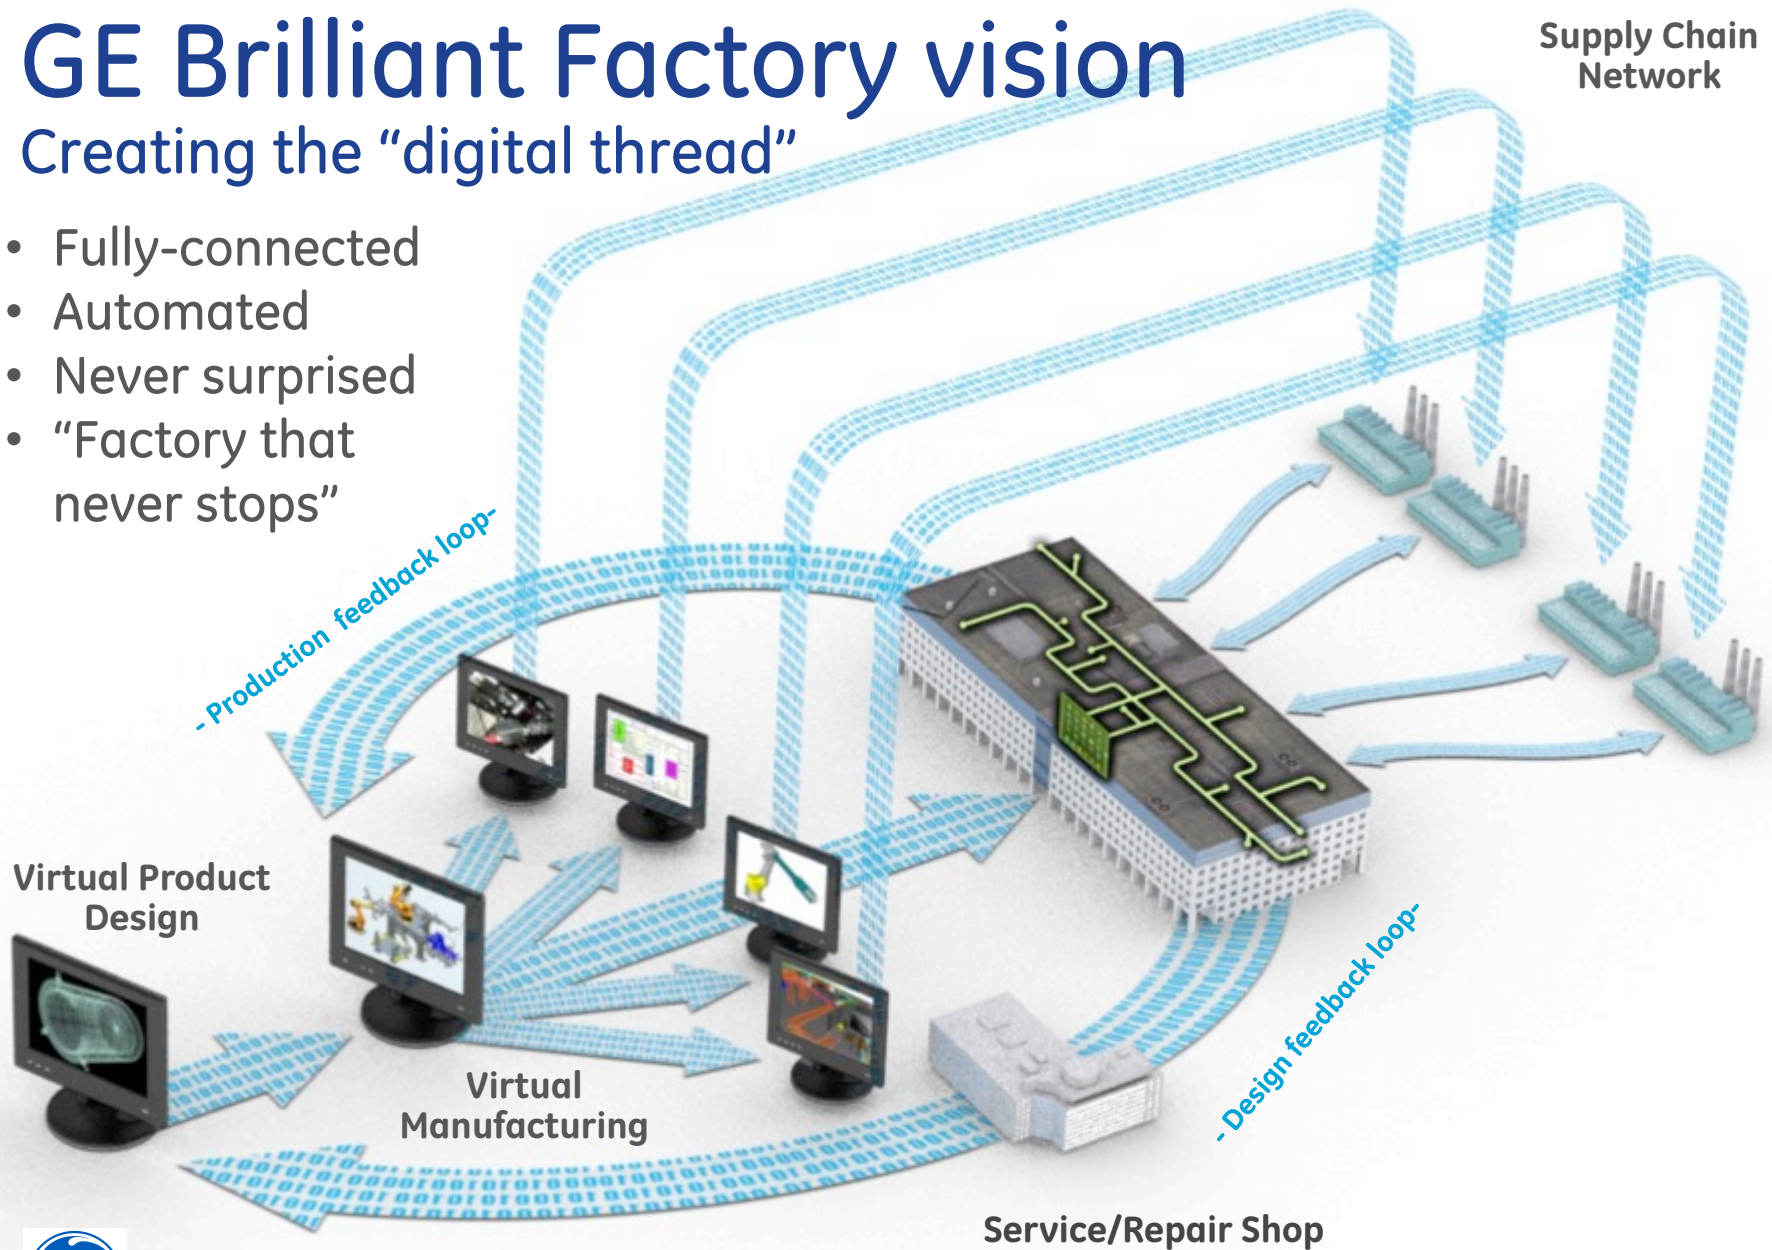 GE Brilliant Factory vision
Creating the “digital thread”
• Fully-connected
• Automated
• Never surprised
• “Factory that
never stops”
Supply Chain
Network
- Production feedback loop-
Virtual Product
Design
Virtual
Manufacturing
- Design feedback loop-
Service/Repair Shop